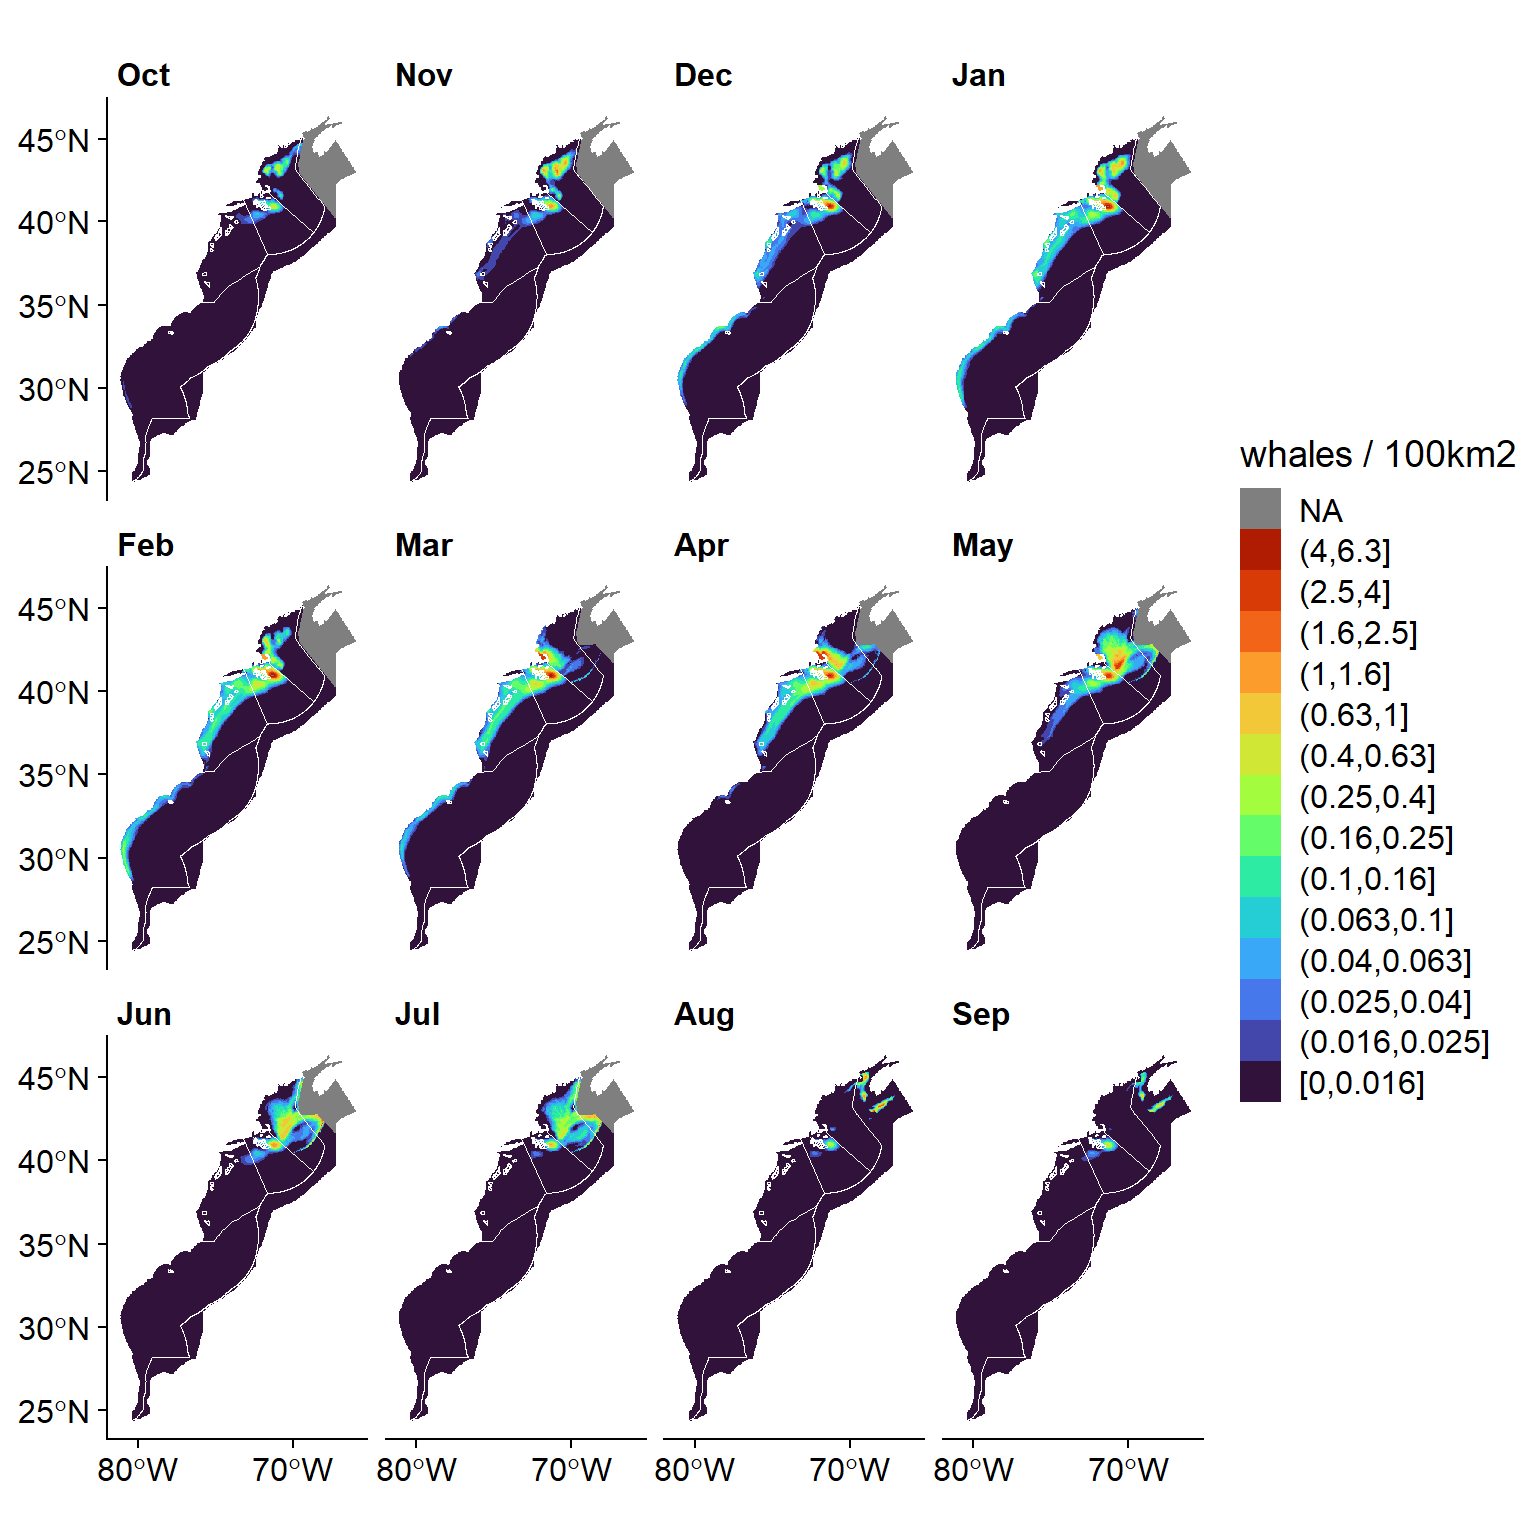 Oct Nov Dec Jan
45°N
40°N
35°N
30°N
25°N
Feb Mar Apr May
45°N
40°N
35°N
30°N
25°N
Jun Jul Aug Sep
45°N
40°N
35°N
30°N
25°N
80°W 70°W 80°W 70°W 80°W 70°W 80°W 70°W
whales / 100km2
NA
(4,6.3]
(2.5,4]
(1.6,2.5]
(1,1.6]
(0.63,1]
(0.4,0.63]
(0.25,0.4]
(0.16,0.25]
(0.1,0.16]
(0.063,0.1]
(0.04,0.063]
(0.025,0.04]
(0.016,0.025]
[0,0.016]